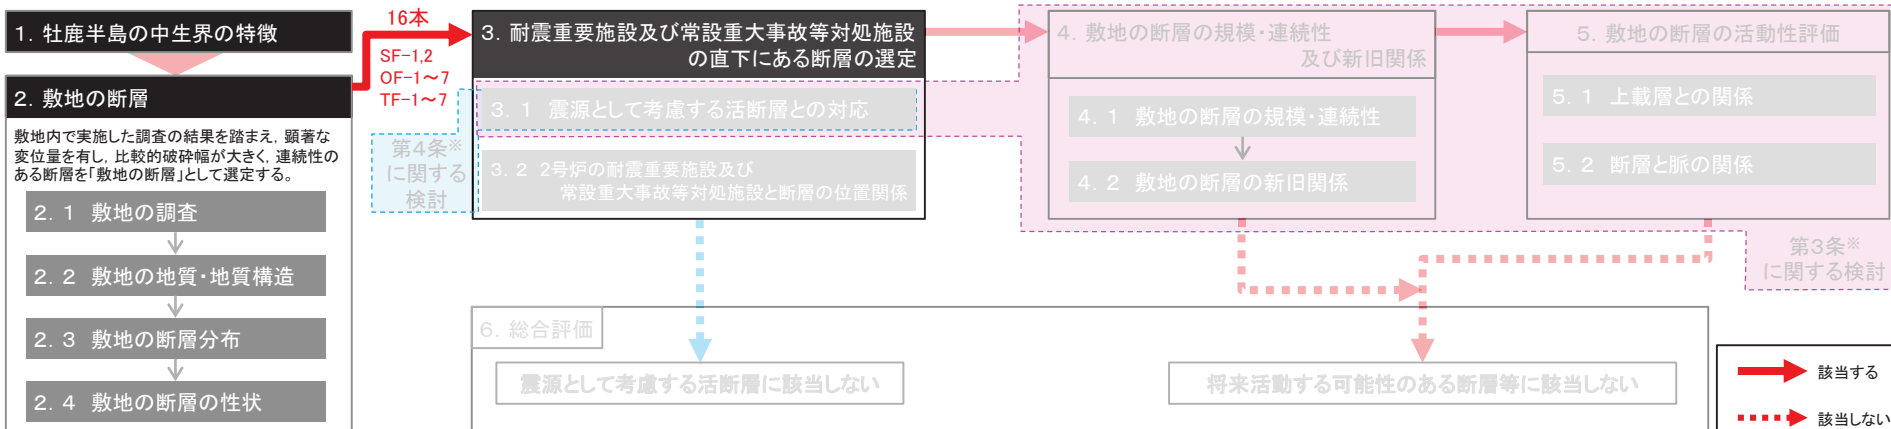 1. 牡鹿半島の中生界の特徴
2. 敷地の断層
敷地内で実施した調査の結果を踏まえ, 顕著な
変位量を有し, 比較的破砕幅が大きく, 連続性の
ある断層を「敷地の断層」として選定する。
2. 1 敷地の調査
2. 2 敷地の地質・地質構造
2. 3 敷地の断層分布
2. 4 敷地の断層の性状
16本
SF-1,2
OF-1~7
TF-1~7
3. 耐震重要施設及び常設重大事故等対処施設
の直下にある断層の選定
3. 1 震源として考慮する活断層との対応
3. 2 2号炉の耐震重要施設及び
常設重大事故等対処施設と断層の位置関係
第4条※
に関する
検討
4. 敷地の断層の規模・連続性
及び新旧関係
4. 1 敷地の断層の規模・連続性
4. 2 敷地の断層の新旧関係
5. 敷地の断層の活動性評価
5. 1 上載層との関係
5. 2 断層と脈の関係
第3条※
に関する検討
6. 総合評価
震源として考慮する活断層に該当しない
将来活動する可能性のある断層等に該当しない
該当する
該当しない